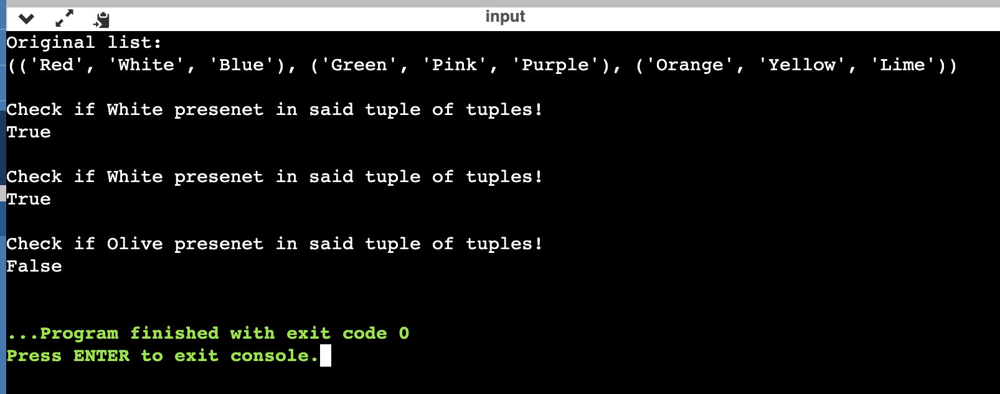 input
Original list:
(('Red', 'White', 'Blue'), ('Green', 'Pink', 'Purple'), ('Orange', 'Yellow', 'Lime'))
Check if White presenet in said tuple of tuples!
True
Check if White presenet in said tuple of tuples!
True
Check if Olive presenet in said tuple of tuples!
False
...Program finished with exit code 0
Press ENTER to exit console.